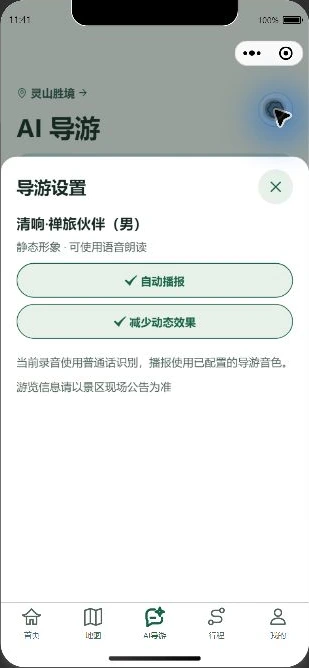 11:41
100%
灵山胜境
AI 导游
导游设置
清响·禅旅伙伴（男）
静态形象 · 可使用语音朗读
自动播报
减少动态效果
当前录音使用普通话识别，播报使用已配置的导游音色。
游览信息请以景区现场公告为准
首页
地图
AI导游
行程
我的